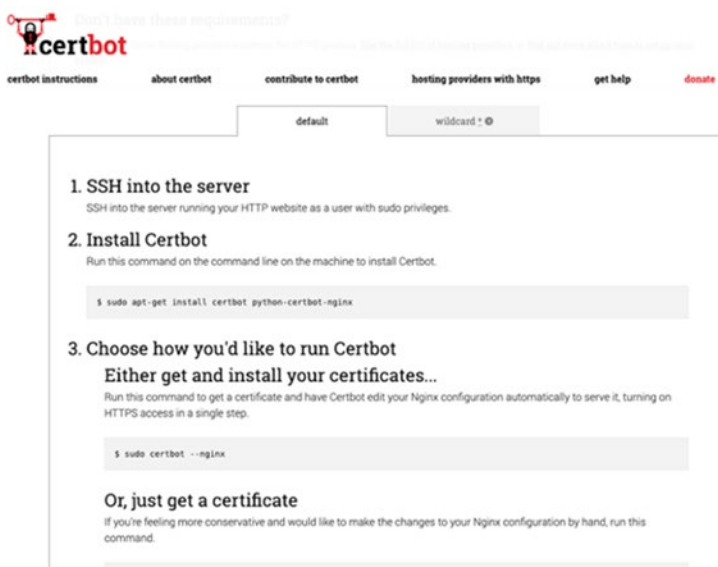 Don't have these requirements?
certbot
certbot instructions about certbot contribute to certbot hosting providers with https get help donate
default wildcard *
1. SSH into the server
SSH into the server running your HTTP website as a user with sudo privileges.
2. Install Certbot
Run this command on the command line on the machine to install Certbot.
$ sudo apt-get install certbot python-certbot-nginx
3. Choose how you'd like to run Certbot
Either get and install your certificates...
Run this command to get a certificate and have Certbot edit your Nginx configuration automatically to serve it, turning on
HTTPS access in a single step.
$ sudo certbot --nginx
Or, just get a certificate
If you're feeling more conservative and would like to make the changes to your Nginx configuration by hand, run this
command.